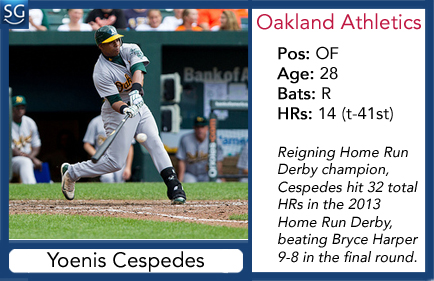 SG
Oakland Athletics
Pos: OF
Age: 28
Bats: R
HRs: 14 (t-41st)
Reigning Home Run
Derby champion,
Cespedes hit 32 total
HRs in the 2013
Home Run Derby,
beating Bryce Harper
9-8 in the final round.
Bank of A
Yoenis Cespedes